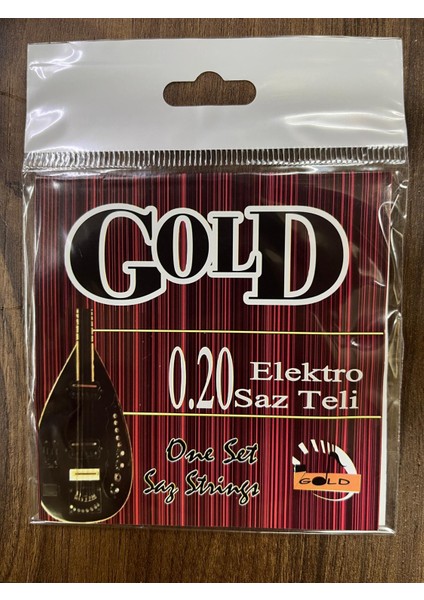 GOLD
0.20 Elektro
Saz Teli
One Set
Saz Strings
GOLD